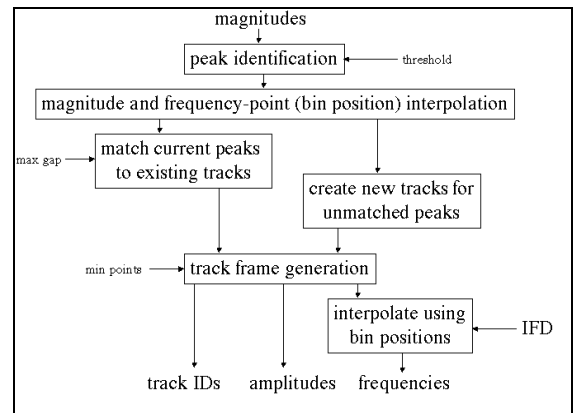 magnitudes
peak identification
threshold
magnitude and frequency-point (bin position) interpolation
match current peaks
to existing tracks
max gap
create new tracks for
unmatched peaks
min points
track frame generation
interpolate using
bin positions
IFD
track IDs
amplitudes
frequencies